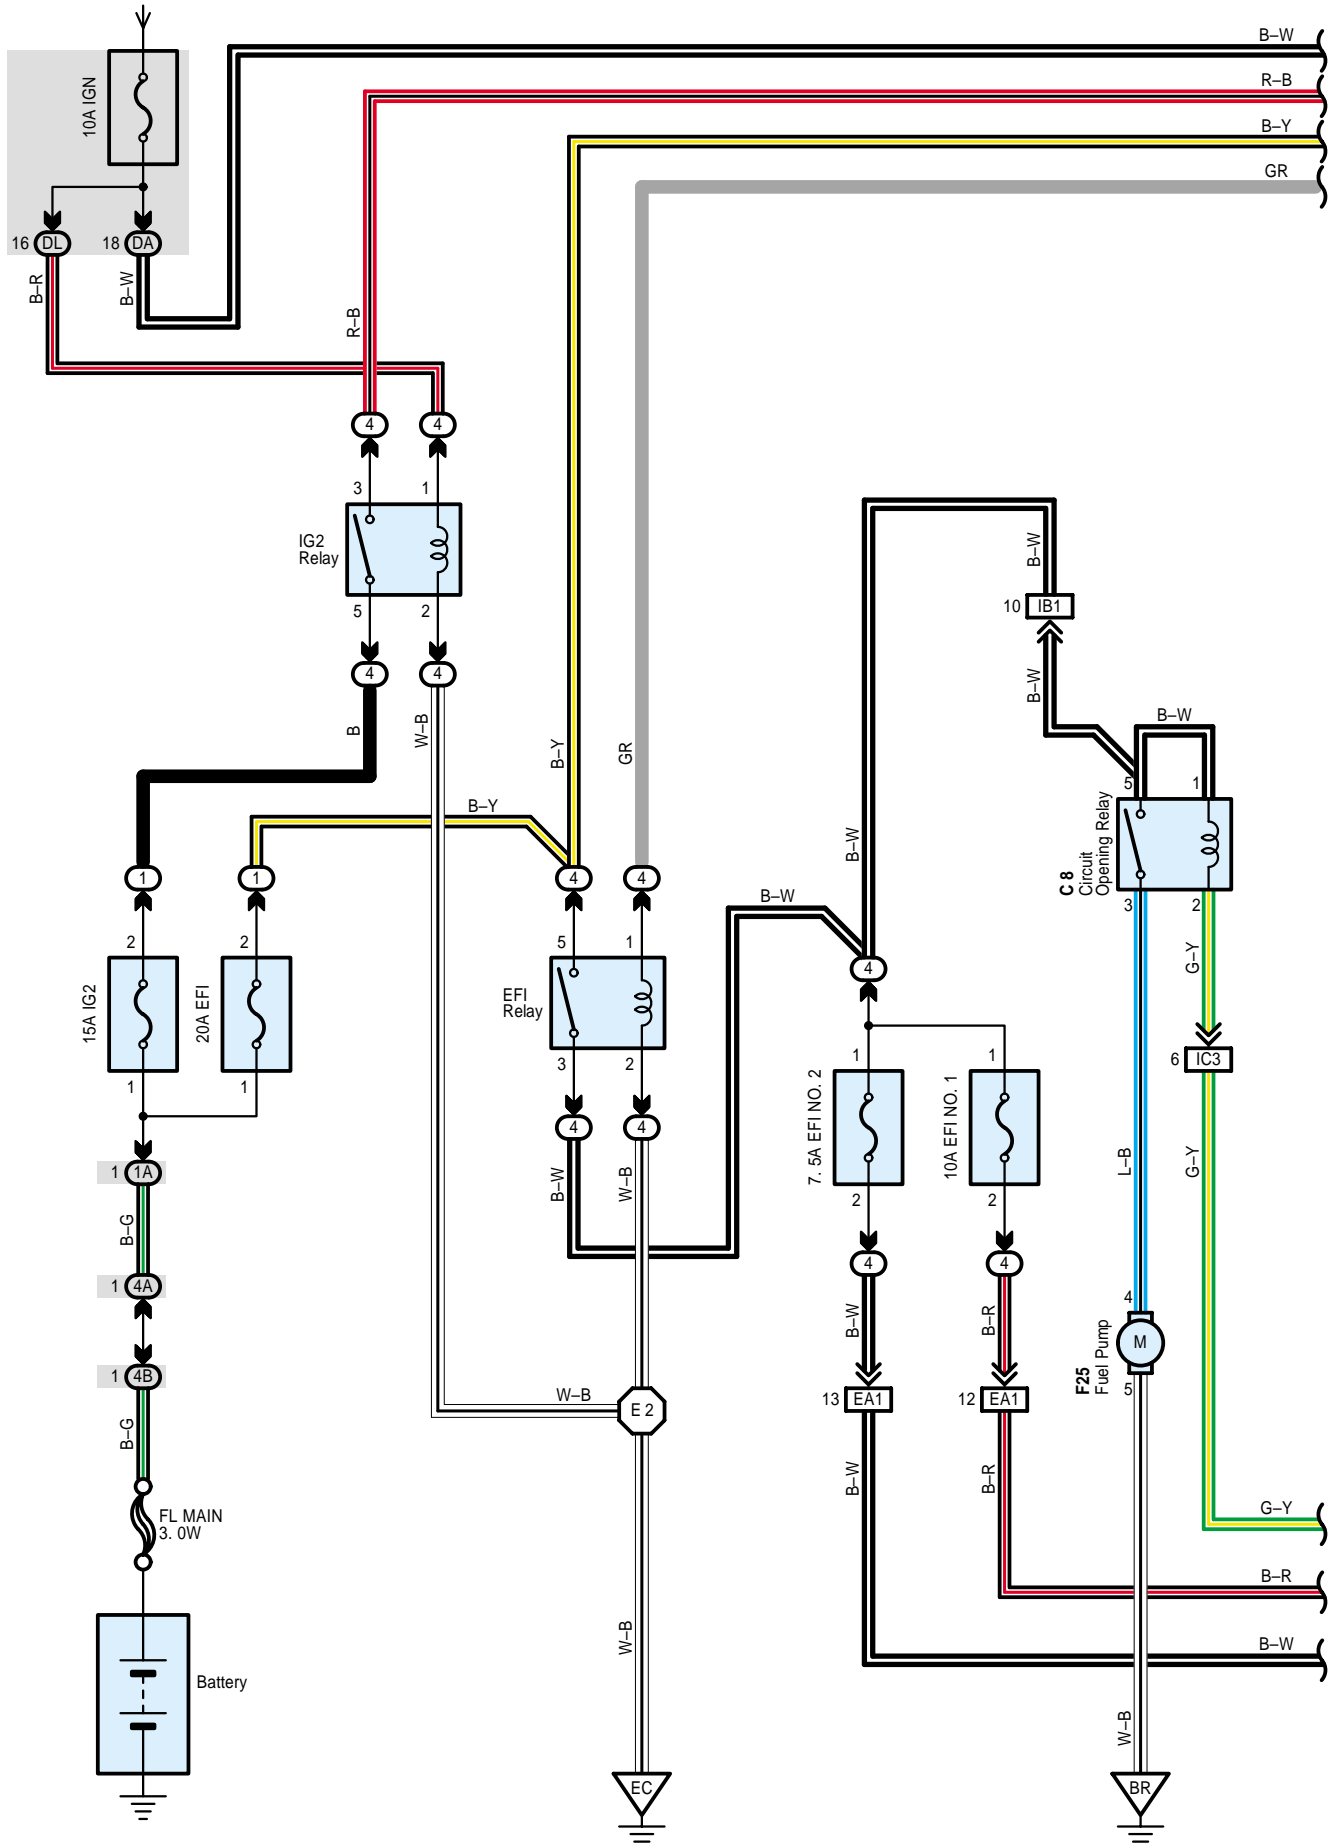 B–W
R–B
B–Y
GR
10A IGN
16 DL
18 DA
B–R
B–W
R–B
4
4
3
1
IG2
Relay
5
2
4
4
B
W–B
B–Y
GR
B–W
10 IB1
B–W
B–W
5
1
C 8
Circuit
Opening Relay
3
2
B–Y
B–W
1
1
4
4
B–W
2
2
15A IG2
20A EFI
1
1
5
1
EFI
Relay
3
2
4
4
4
1
1
7. 5A EFI NO. 2
10A EFI NO. 1
2
2
4
4
G–Y
6 IC3
L–B
G–Y
1 1A
B–G
1 4A
1 4B
B–G
B–W
W–B
W–B
E 2
B–W
B–R
13 EA1
12 EA1
B–W
B–R
4
M
F25
Fuel Pump
5
FL MAIN
3. 0W
Battery
G–Y
B–R
B–W
W–B
W–B
EC
BR